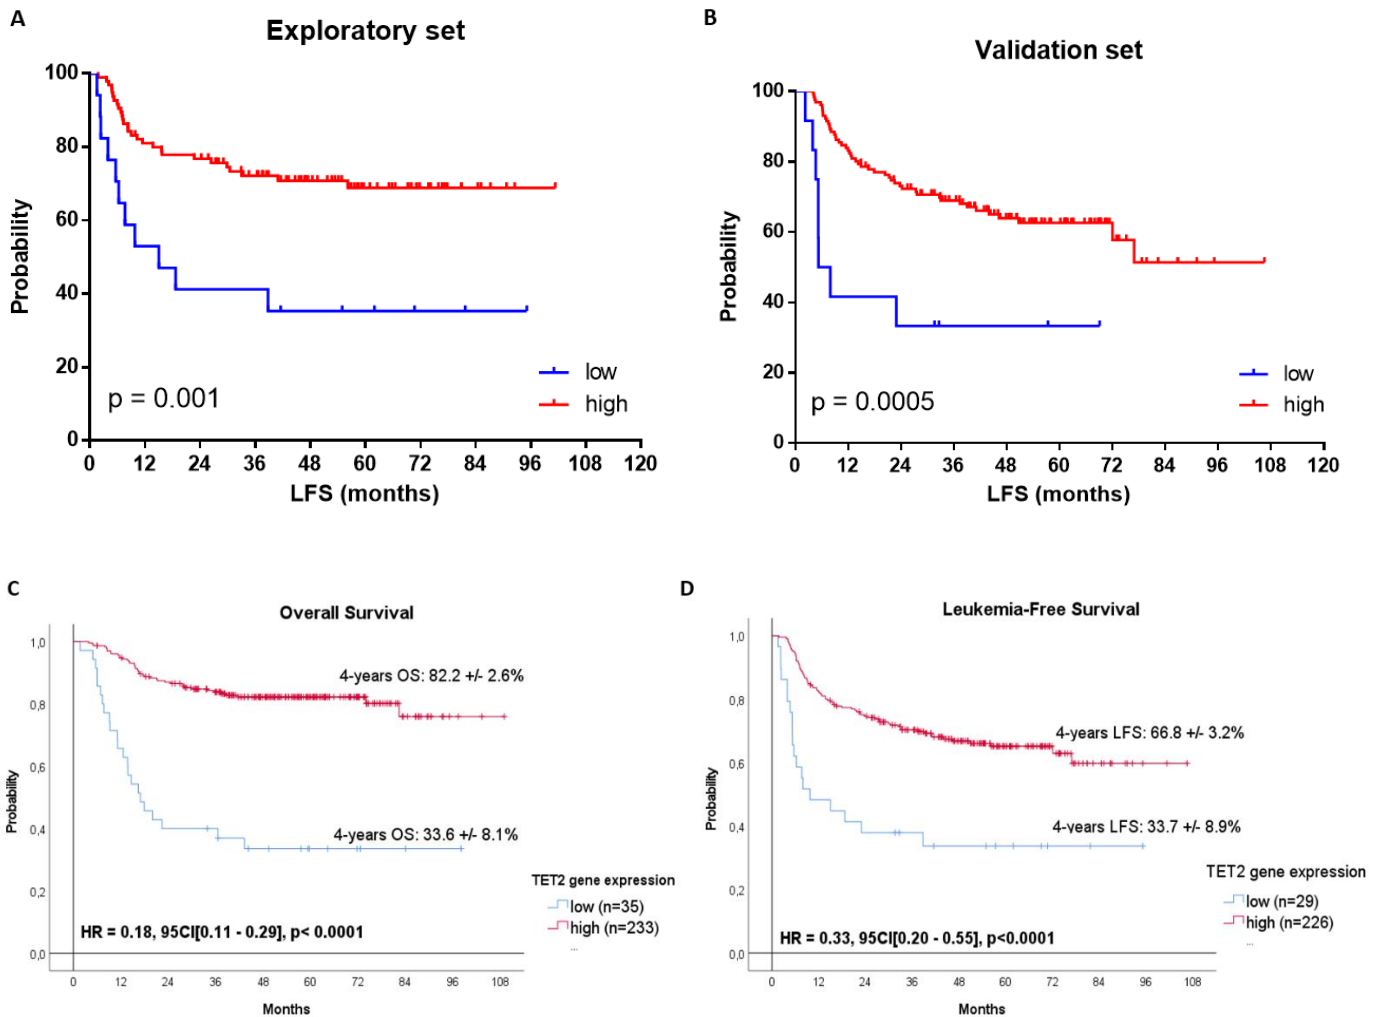 A
Exploratory set
100
80
60
40
20
0
Probability
p = 0.001
low
high
0 12 24 36 48 60 72 84 96 108 120
LFS (months)
B
Validation set
100
80
60
40
20
0
Probability
p = 0.0005
low
high
0 12 24 36 48 60 72 84 96 108 120
LFS (months)
C
Overall Survival
1,0
0,8
0,6
0,4
0,2
0,0
Probability
4-years OS: 82.2 +/- 2.6%
4-years OS: 33.6 +/- 8.1%
TET2 gene expression
low (n=35)
high (n=233)
...
HR = 0.18, 95CI[0.11 - 0.29], p< 0.0001
0 12 24 36 48 60 72 84 96 108
Months
D
Leukemia-Free Survival
1,0
0,8
0,6
0,4
0,2
0,0
Probability
4-years LFS: 66.8 +/- 3.2%
4-years LFS: 33.7 +/- 8.9%
TET2 gene expression
low (n=29)
high (n=226)
...
HR = 0.33, 95CI[0.20 - 0.55], p<0.0001
0 12 24 36 48 60 72 84 96 108
Months